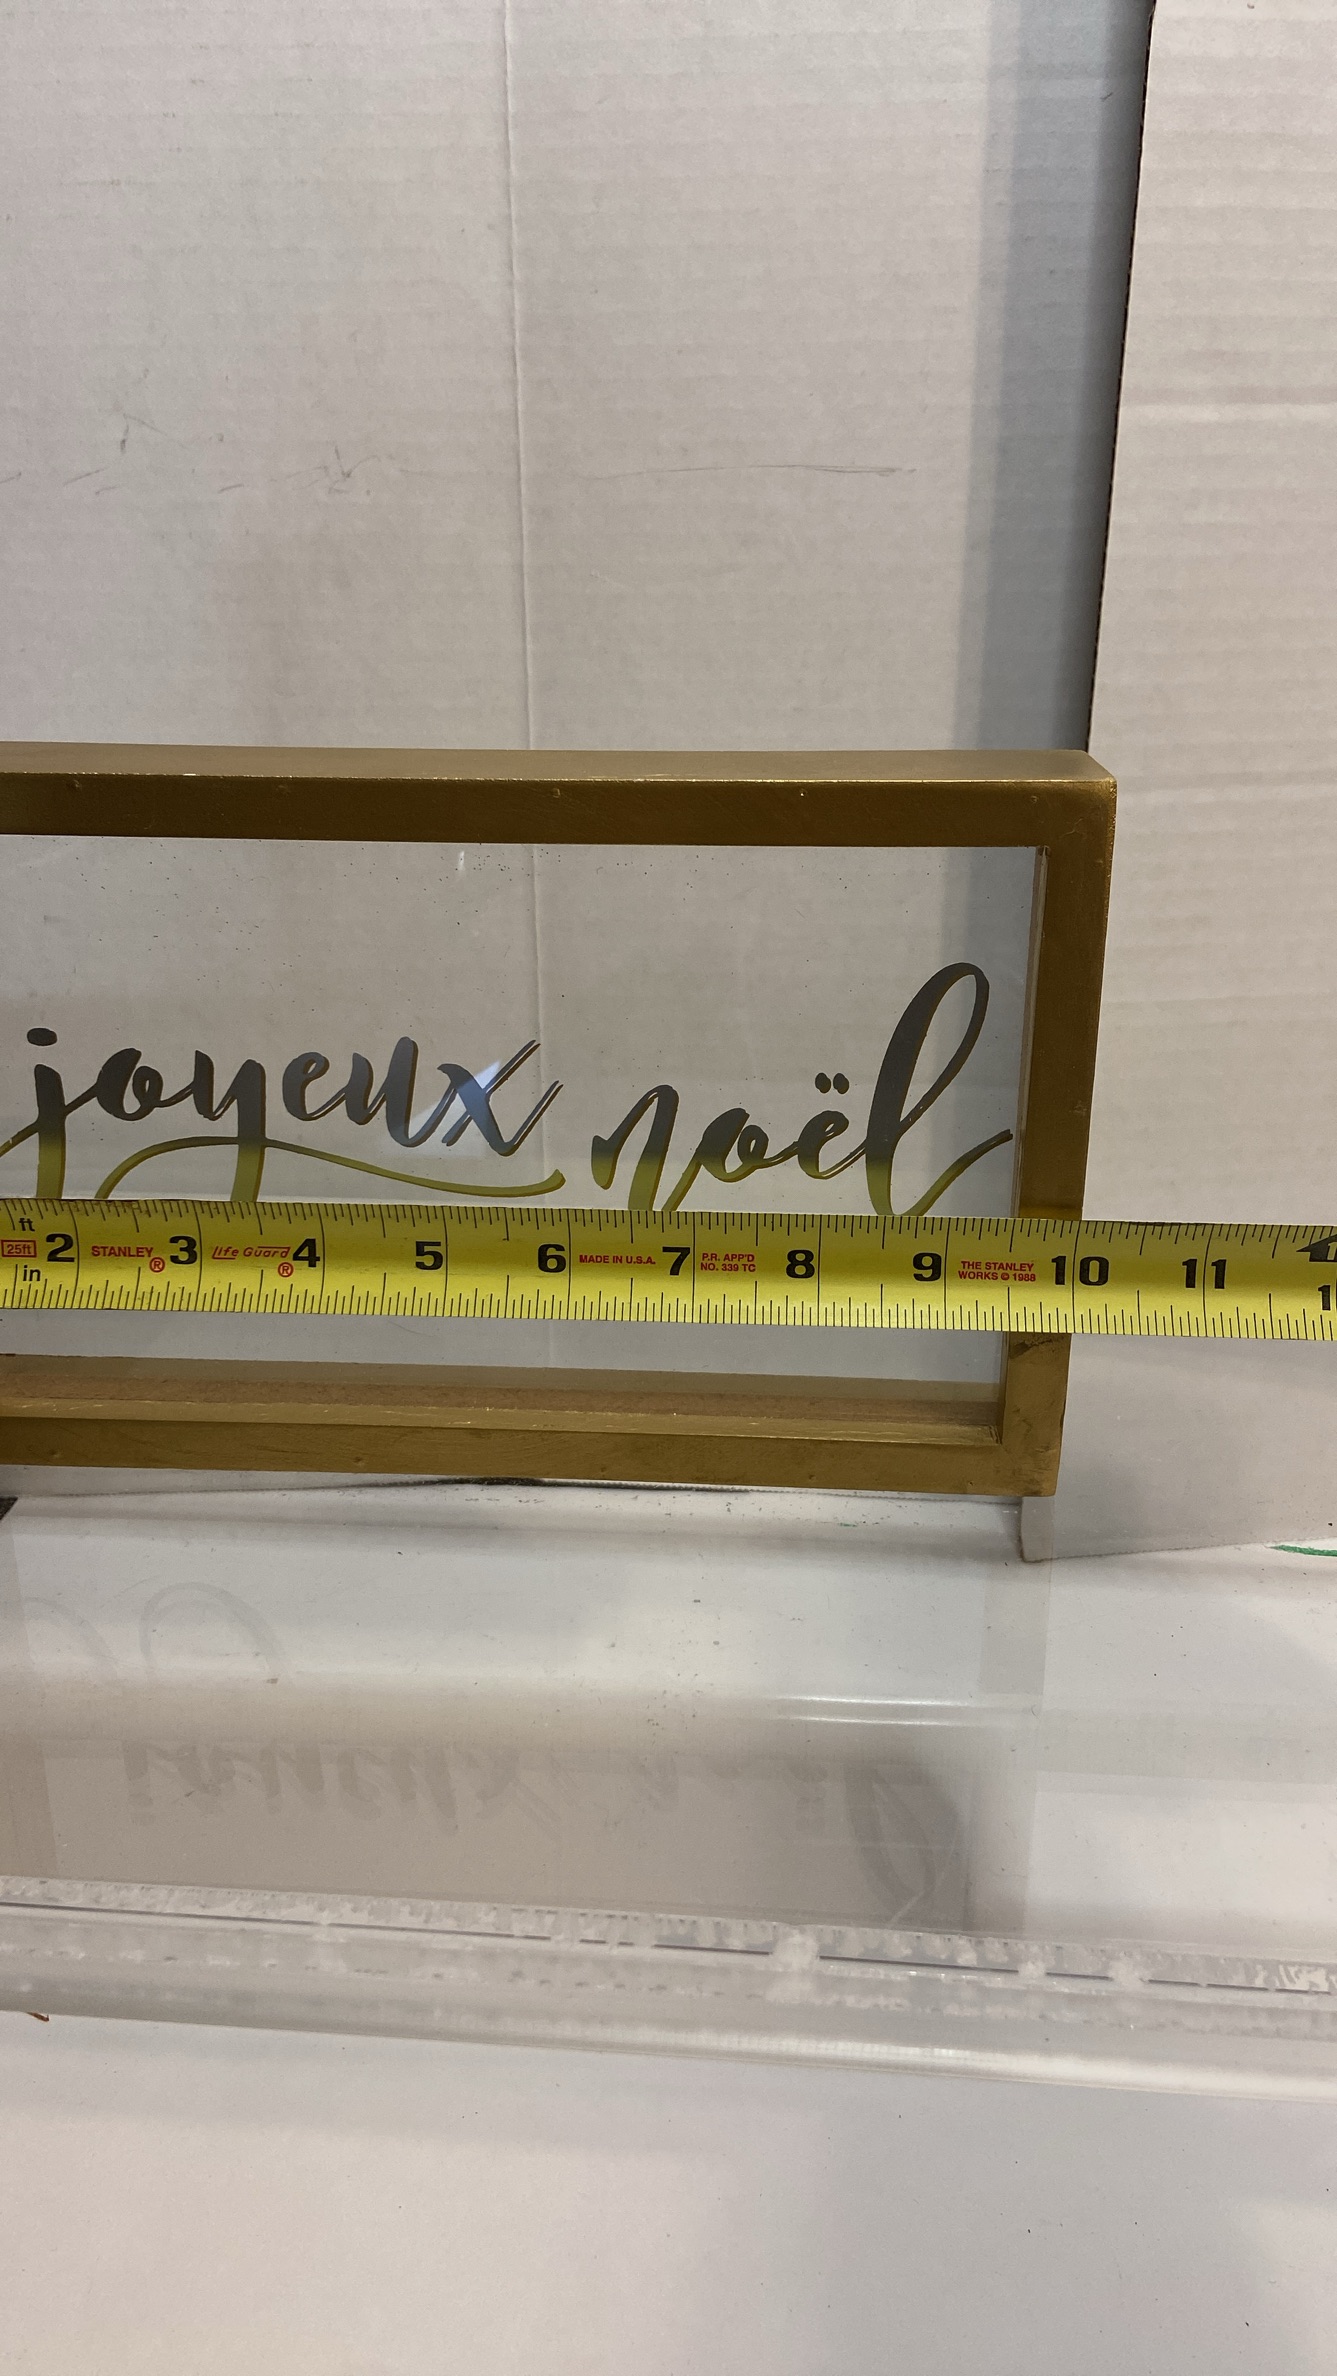 joyeux noël
ft
25ft 2 STANLEY® 3 Life Guard® 4 5 6 MADE IN U.S.A. 7 P.R. APP'D 8 9 THE STANLEY 10 11
NO. 339 TC WORKS © 1988
in